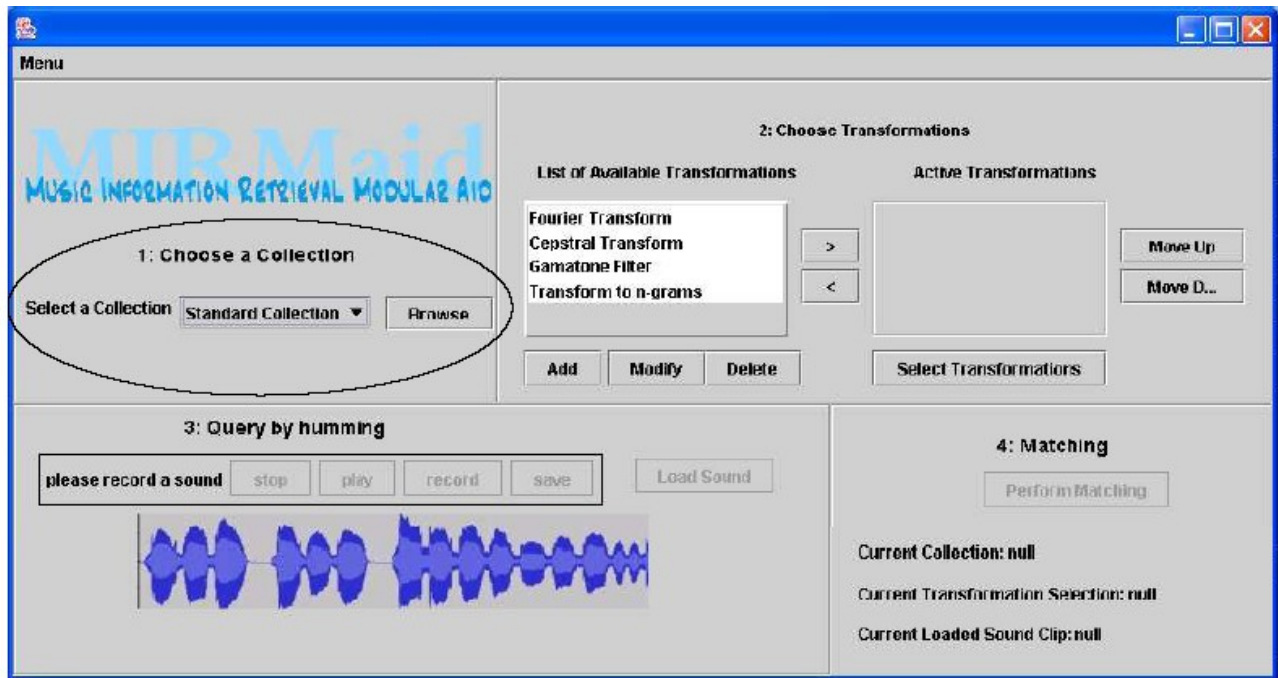 Menu
MIRMaid
MUSIC INFORMATION RETRIEVAL MODULAR AID
1: Choose a Collection
Select a Collection Standard Collection Browse
2: Choose Transformations
List of Available Transformations
Active Transformations
Fourier Transform
Cepstral Transform
Gamatone Filter
Transform to n-grams
>
<
Move Up
Move D...
Add Modify Delete
Select Transformations
3: Query by humming
please record a sound stop play record save
Load Sound
4: Matching
Perform Matching
Current Collection: null
Current Transformation Selection: null
Current Loaded Sound Clip: null